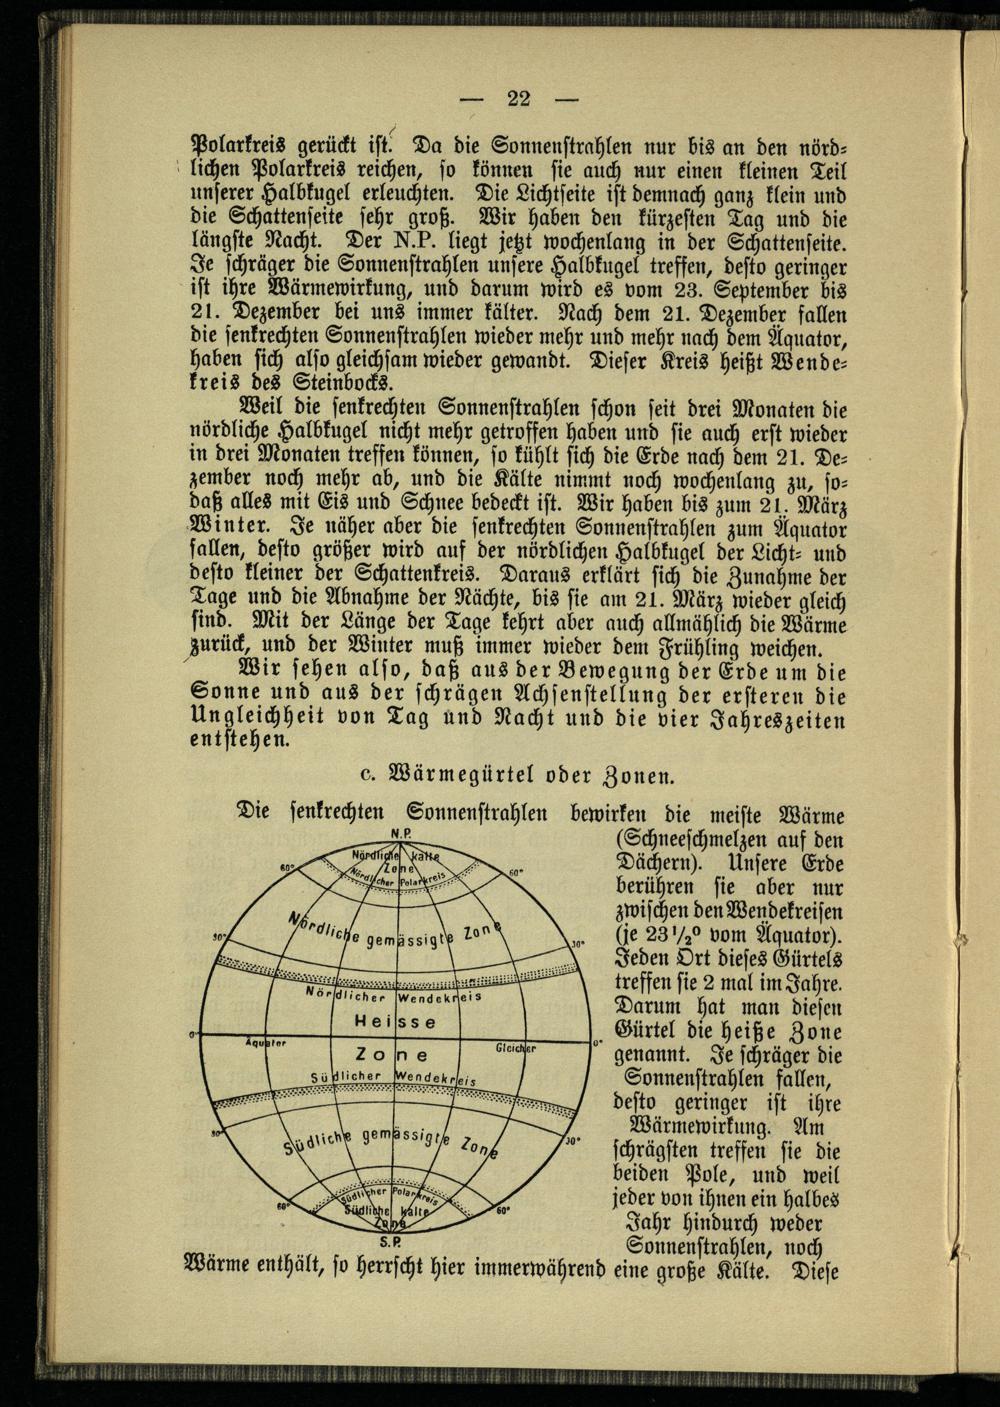 — 22 —
Polarkreis gerückt ist. Da die Sonnenstrahlen nur bis an den nörd-
lichen Polarkreis reichen, so können sie auch nur einen kleinen Teil
unserer Halbkugel erleuchten. Die Lichtseite ist demnach ganz klein und
die Schattenseite sehr groß. Wir haben den kürzesten Tag und die
längste Nacht. Der N.P. liegt jetzt wochenlang in der Schattenseite.
Je schräger die Sonnenstrahlen unsere Halbkugel treffen, desto geringer
ist ihre Wärmewirkung, und darum wird es vom 23. September bis
21. Dezember bei uns immer kälter. Nach dem 21. Dezember fallen
die senkrechten Sonnenstrahlen wieder mehr und mehr nach dem Äquator,
haben sich also gleichsam wieder gewandt. Dieser Kreis heißt Wende-
kreis des Steinbocks.
Weil die senkrechten Sonnenstrahlen schon seit drei Monaten die
nördliche Halbkugel nicht mehr getroffen haben und sie auch erst wieder
in drei Monaten treffen können, so kühlt sich die Erde nach dem 21. De-
zember noch mehr ab, und die Kälte nimmt noch wochenlang zu, so-
daß alles mit Eis und Schnee bedeckt ist. Wir haben bis zum 21. März
Winter. Je näher aber die senkrechten Sonnenstrahlen zum Äquator
fallen, desto größer wird auf der nördlichen Halbkugel der Licht- und
desto kleiner der Schattenkreis. Daraus erklärt sich die Zunahme der
Tage und die Abnahme der Nächte, bis sie am 21. März wieder gleich
sind. Mit der Länge der Tage kehrt aber auch allmählich die Wärme
zurück, und der Winter muß immer wieder dem Frühling weichen.
Wir sehen also, daß aus der Bewegung der Erde um die
Sonne und aus der schrägen Achsenstellung der ersteren die
Ungleichheit von Tag und Nacht und die vier Jahreszeiten
entstehen.
c. Wärmegürtel oder Zonen.
Die senkrechten Sonnenstrahlen bewirken die meiste Wärme
(Schneeschmelzen auf den
Dächern). Unsere Erde
berühren sie aber nur
zwischen den Wendekreisen
(je 23½° vom Äquator).
Jeden Ort dieses Gürtels
treffen sie 2 mal im Jahre.
Darum hat man diesen
Gürtel die heiße Zone
genannt. Je schräger die
Sonnenstrahlen fallen,
desto geringer ist ihre
Wärmewirkung. Am
schrägsten treffen sie die
beiden Pole, und weil
jeder von ihnen ein halbes
Jahr hindurch weder
Sonnenstrahlen, noch
Wärme enthält, so herrscht hier immerwährend eine große Kälte. Diese
N.P.
Nördliche kalte
Zone
60° Nördlicher Polarkreis 60°
Nördliche gemässigte Zone
30° 30°
Nördlicher Wendekreis
Heisse
0° Äquator Gleicher 0°
Zone
Südlicher Wendekreis
30° 30°
Südliche gemässigte Zone
Südlicher Polarkreis
60° Südliche kalte 60°
Zone
S.P.